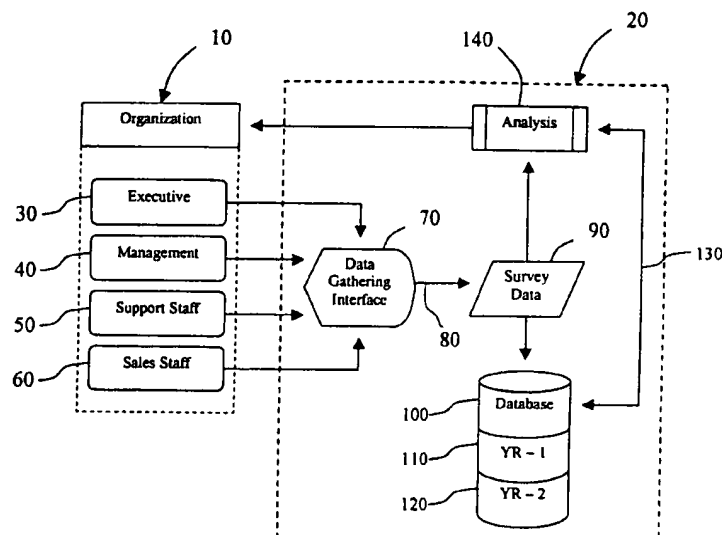 10
20
140
Organization
Analysis
30
Executive
40
Management
50
Support Staff
60
Sales Staff
70
Data
Gathering
Interface
80
90
Survey
Data
130
100
Database
110
YR – 1
120
YR – 2